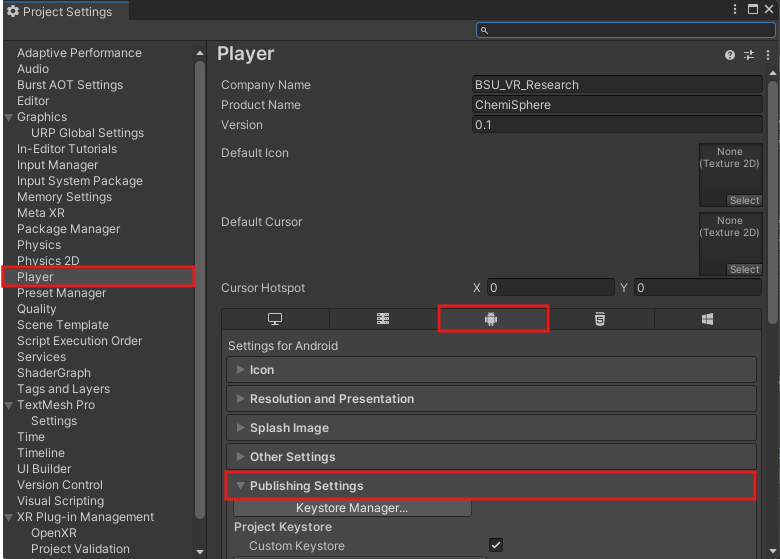 Project Settings
Adaptive Performance
Audio
Burst AOT Settings
Editor
Graphics
URP Global Settings
In-Editor Tutorials
Input Manager
Input System Package
Memory Settings
Meta XR
Package Manager
Physics
Physics 2D
Player
Preset Manager
Quality
Scene Template
Script Execution Order
Services
ShaderGraph
Tags and Layers
TextMesh Pro
Settings
Time
Timeline
UI Builder
Version Control
Visual Scripting
XR Plug-in Management
OpenXR
Project Validation
Player
Company Name BSU_VR_Research
Product Name ChemiSphere
Version 0.1
Default Icon
None
(Texture 2D)
Select
Default Cursor
None
(Texture 2D)
Select
Cursor Hotspot X 0 Y 0
Settings for Android
Icon
Resolution and Presentation
Splash Image
Other Settings
Publishing Settings
Keystore Manager...
Project Keystore
Custom Keystore